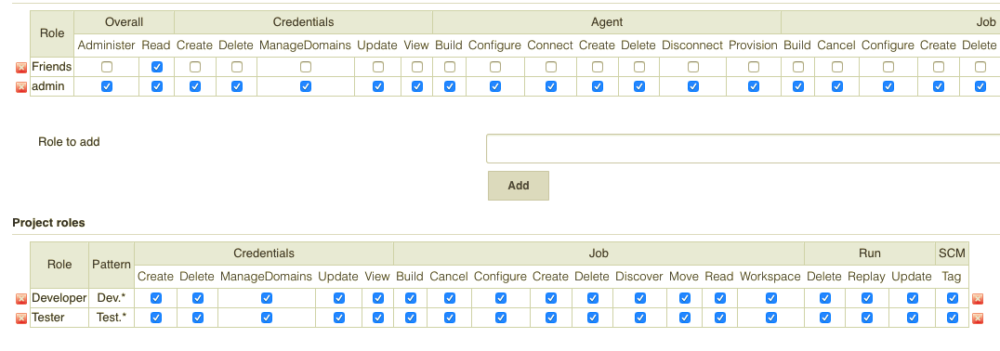 Role Overall Credentials Agent Job
Administer Read Create Delete ManageDomains Update View Build Configure Connect Create Delete Disconnect Provision Build Cancel Configure Create Delete
Friends
admin
Role to add
Add
Project roles
Role Pattern Credentials Job Run SCM
Create Delete ManageDomains Update View Build Cancel Configure Create Delete Discover Move Read Workspace Delete Replay Update Tag
Developer Dev.*
Tester Test.*